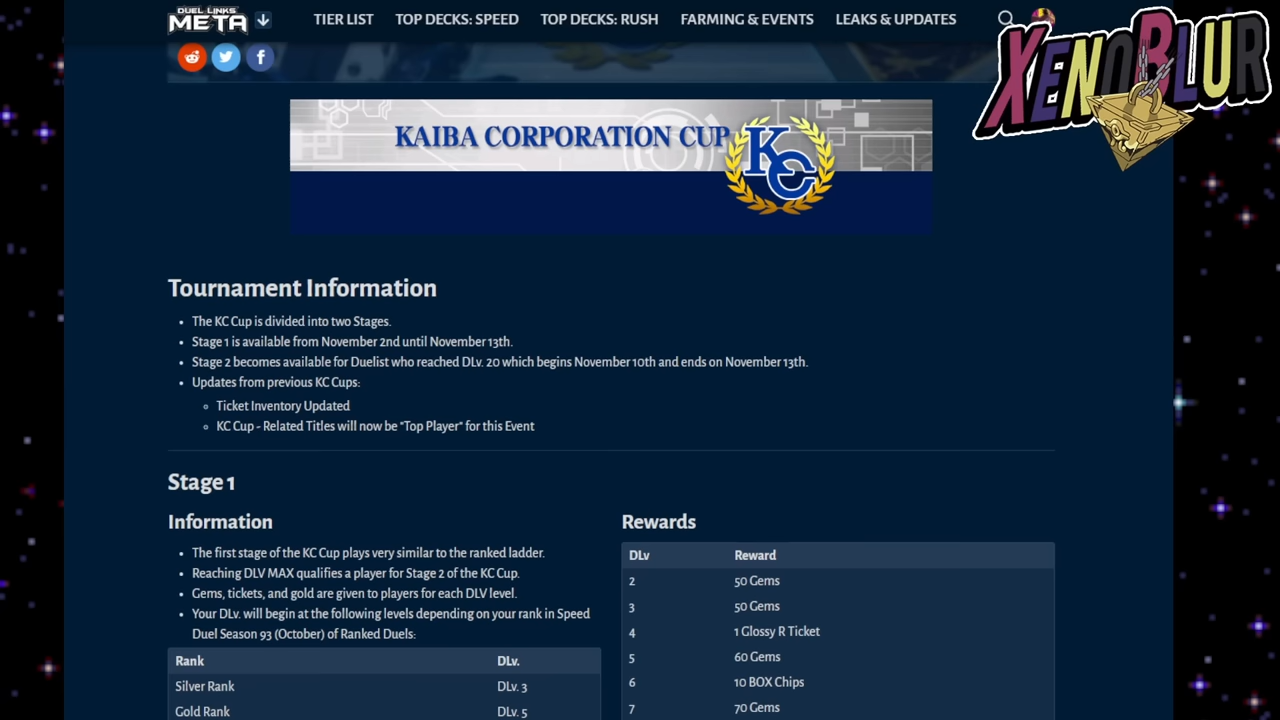 DUEL LINKS
META
TIER LIST
TOP DECKS: SPEED
TOP DECKS: RUSH
FARMING & EVENTS
LEAKS & UPDATES
XENOBLUR
KAIBA CORPORATION CUP
KC
Tournament Information
• The KC Cup is divided into two Stages.
• Stage 1 is available from November 2nd until November 13th.
• Stage 2 becomes available for Duelist who reached DLv. 20 which begins November 10th and ends on November 13th.
• Updates from previous KC Cups:
◦ Ticket Inventory Updated
◦ KC Cup - Related Titles will now be "Top Player" for this Event
Stage 1
Information
• The first stage of the KC Cup plays very similar to the ranked ladder.
• Reaching DLV MAX qualifies a player for Stage 2 of the KC Cup.
• Gems, tickets, and gold are given to players for each DLV level.
• Your DLv. will begin at the following levels depending on your rank in Speed
Duel Season 93 (October) of Ranked Duels:
Rank DLv.
Silver Rank DLv. 3
Gold Rank DLv. 5
Rewards
DLv Reward
2 50 Gems
3 50 Gems
4 1 Glossy R Ticket
5 60 Gems
6 10 BOX Chips
7 70 Gems